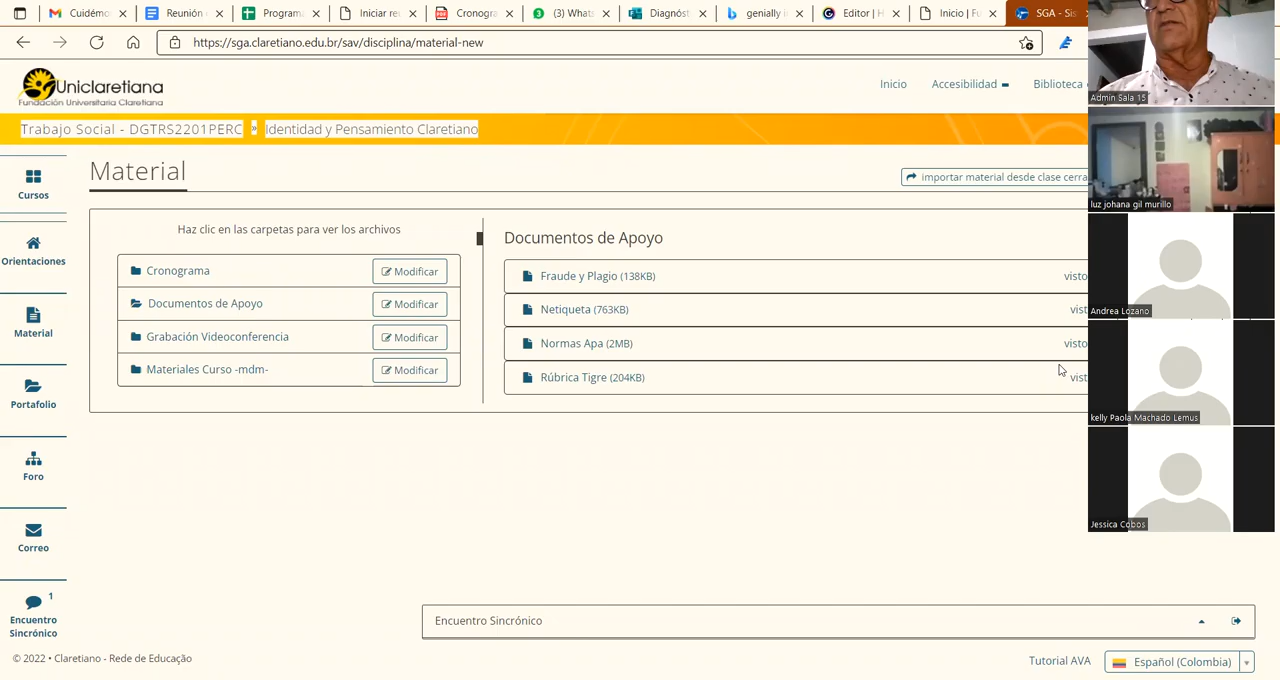 Cuidémo
Reunión
Program
Iniciar re
Cronogra
(3) Whats
Diagnóst
genially i
Editor | H
Inicio | Fu
SGA - Sis
https://sga.claretiano.edu.br/sav/disciplina/material-new
Uniclaretiana
Fundación Universitaria Claretiana
Inicio
Accesibilidad
Biblioteca
Trabajo Social - DGTRS2201PERC » Identidad y Pensamiento Claretiano
Material
Importar material desde clase cerra
Cursos
Orientaciones
Material
Portafolio
Foro
Correo
1
Encuentro
Sincrónico
Haz clic en las carpetas para ver los archivos
Cronograma Modificar
Documentos de Apoyo Modificar
Grabación Videoconferencia Modificar
Materiales Curso -mdm- Modificar
Documentos de Apoyo
Fraude y Plagio (138KB) visto
Netiqueta (763KB) vist
Normas Apa (2MB) visto
Rúbrica Tigre (204KB) vist
Admin Sala 15
luz johana gil murillo
Andrea Lozano
kelly Paola Machado Lemus
Jessica Cobos
Encuentro Sincrónico
© 2022 • Claretiano - Rede de Educação
Tutorial AVA
Español (Colombia)